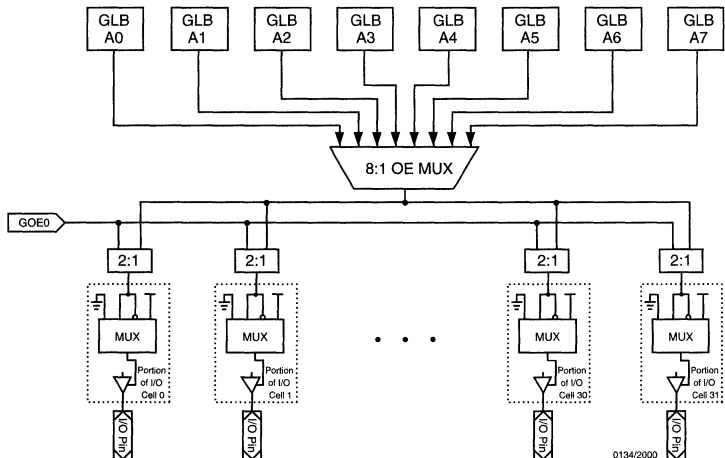 GLB GLB GLB GLB GLB GLB GLB GLB
A0 A1 A2 A3 A4 A5 A6 A7
8:1 OE MUX
GOE0
2:1 2:1 2:1 2:1
MUX MUX • • • MUX MUX
Portion Portion Portion Portion
of I/O of I/O of I/O of I/O
Cell 0 Cell 1 Cell 30 Cell 31
I/O Pin I/O Pin I/O Pin I/O Pin
0134/2000